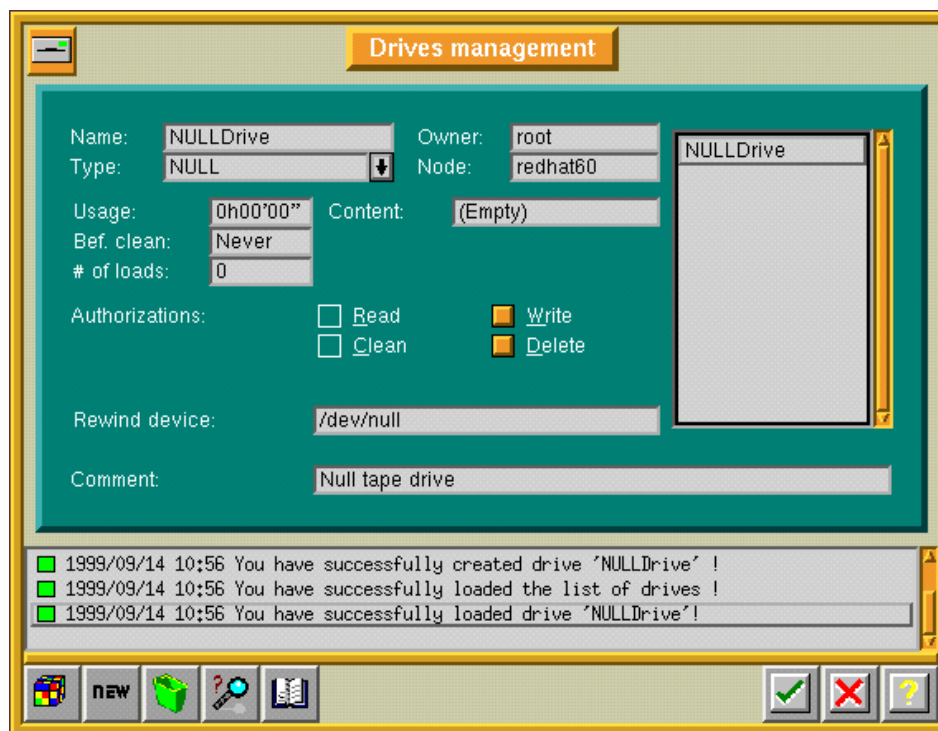 Drives management
Name: NULLDrive Owner: root
Type: NULL Node: redhat60
NULLDrive
Usage: 0h00'00” Content: (Empty)
Bef. clean: Never
# of loads: 0
Authorizations: Read Write
Clean Delete
Rewind device: /dev/null
Comment: Null tape drive
1999/09/14 10:56 You have successfully created drive 'NULLDrive' !
1999/09/14 10:56 You have successfully loaded the list of drives !
1999/09/14 10:56 You have successfully loaded drive 'NULLDrive'!
NEW ? ?